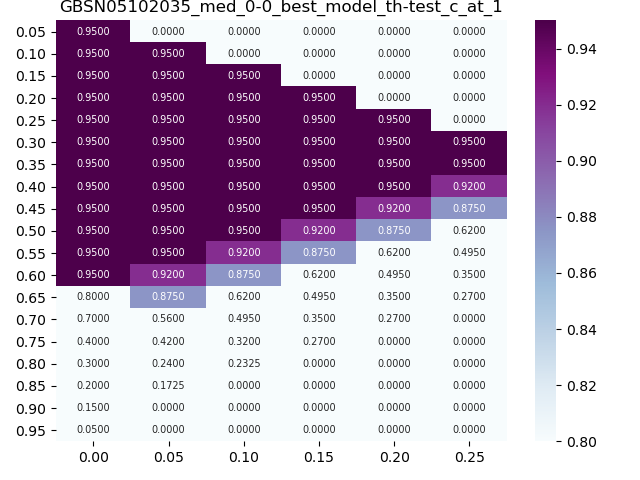 GBSN05102035_med_0-0_best_model_th-test_c_at_1
0.05 0.9500 0.0000 0.0000 0.0000 0.0000 0.0000
0.10 0.9500 0.9500 0.0000 0.0000 0.0000 0.0000
0.15 0.9500 0.9500 0.9500 0.0000 0.0000 0.0000
0.20 0.9500 0.9500 0.9500 0.9500 0.0000 0.0000
0.25 0.9500 0.9500 0.9500 0.9500 0.9500 0.0000
0.30 0.9500 0.9500 0.9500 0.9500 0.9500 0.9500
0.35 0.9500 0.9500 0.9500 0.9500 0.9500 0.9500
0.40 0.9500 0.9500 0.9500 0.9500 0.9500 0.9200
0.45 0.9500 0.9500 0.9500 0.9500 0.9200 0.8750
0.50 0.9500 0.9500 0.9500 0.9200 0.8750 0.6200
0.55 0.9500 0.9500 0.9200 0.8750 0.6200 0.4950
0.60 0.9500 0.9200 0.8750 0.6200 0.4950 0.3500
0.65 0.8000 0.8750 0.6200 0.4950 0.3500 0.2700
0.70 0.7000 0.5600 0.4950 0.3500 0.2700 0.0000
0.75 0.4000 0.4200 0.3200 0.2700 0.0000 0.0000
0.80 0.3000 0.2400 0.2325 0.0000 0.0000 0.0000
0.85 0.2000 0.1725 0.0000 0.0000 0.0000 0.0000
0.90 0.1500 0.0000 0.0000 0.0000 0.0000 0.0000
0.95 0.0500 0.0000 0.0000 0.0000 0.0000 0.0000
0.00 0.05 0.10 0.15 0.20 0.25
0.94
0.92
0.90
0.88
0.86
0.84
0.82
0.80